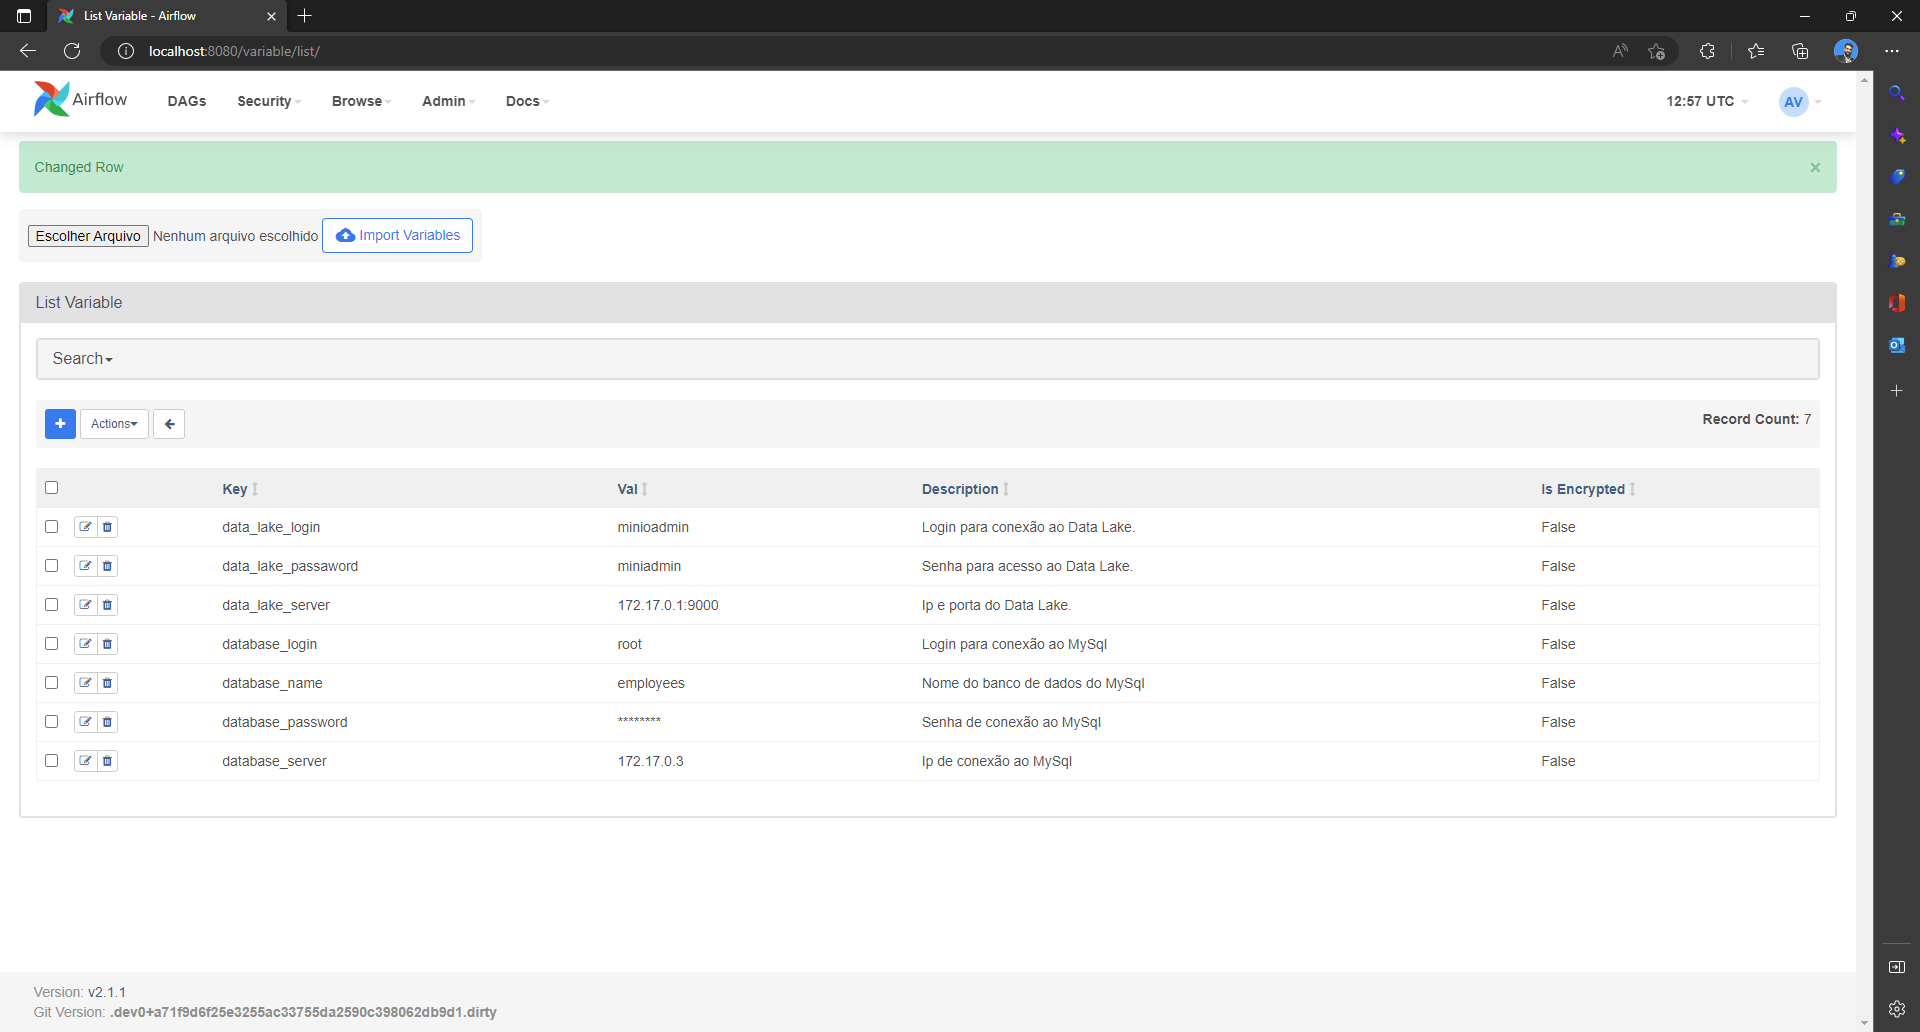 List Variable - Airflow
localhost:8080/variable/list/
Airflow DAGs Security Browse Admin Docs 12:57 UTC AV
Changed Row ×
Escolher Arquivo Nenhum arquivo escolhido Import Variables
List Variable
Search
+ Actions Record Count: 7
Key Val Description Is Encrypted
data_lake_login minioadmin Login para conexão ao Data Lake. False
data_lake_passaword miniadmin Senha para acesso ao Data Lake. False
data_lake_server 172.17.0.1:9000 Ip e porta do Data Lake. False
database_login root Login para conexão ao MySql False
database_name employees Nome do banco de dados do MySql False
database_password ******** Senha de conexão ao MySql False
database_server 172.17.0.3 Ip de conexão ao MySql False
Version: v2.1.1
Git Version: .dev0+a71f9d6f25e3255ac33755da2590c398062db9d1.dirty